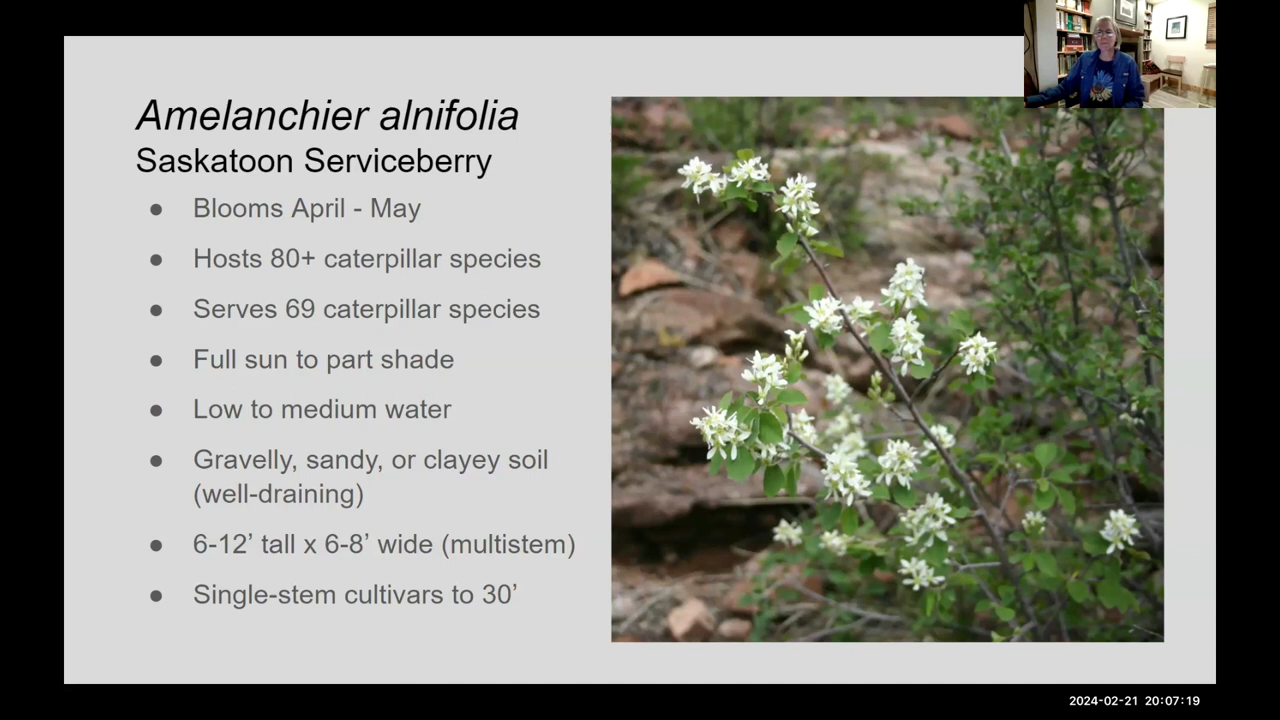 Amelanchier alnifolia
Saskatoon Serviceberry
● Blooms April - May
● Hosts 80+ caterpillar species
● Serves 69 caterpillar species
● Full sun to part shade
● Low to medium water
● Gravelly, sandy, or clayey soil
(well-draining)
● 6-12’ tall x 6-8’ wide (multistem)
● Single-stem cultivars to 30’
2024-02-21 20:07:19